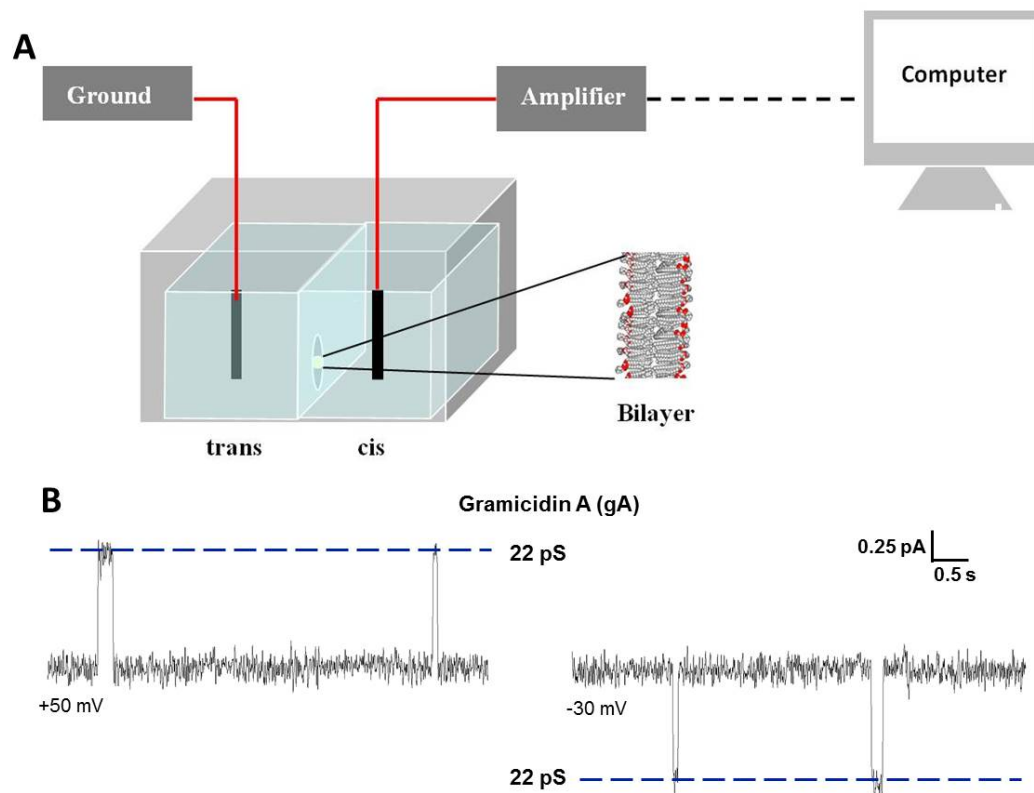 A
Ground
Amplifier
Computer
trans
cis
Bilayer
B
Gramicidin A (gA)
22 pS
0.25 pA
0.5 s
+50 mV
-30 mV
22 pS